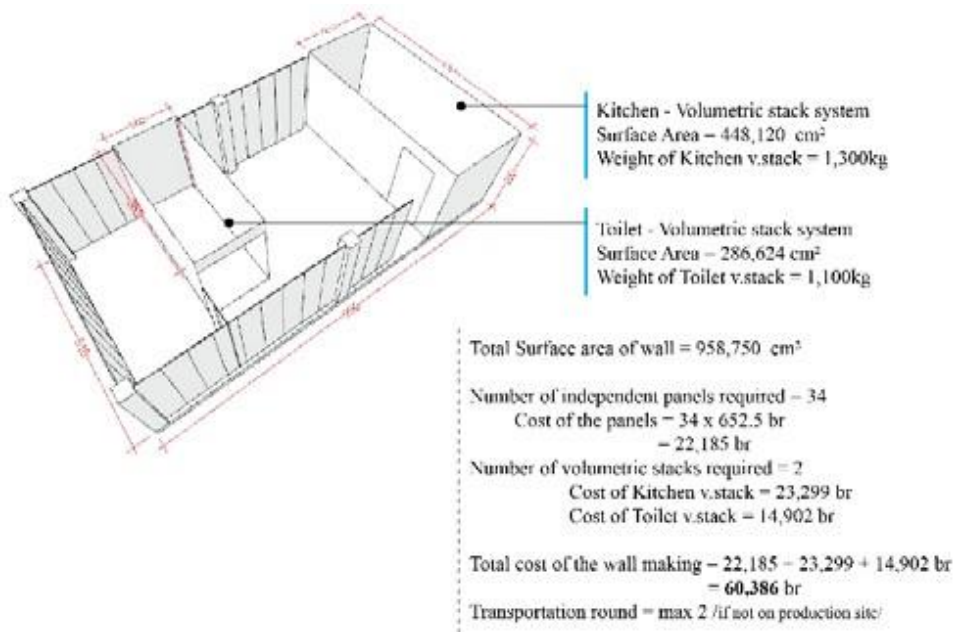 Kitchen - Volumetric stack system
Surface Area = 448,120 cm²
Weight of Kitchen v.stack = 1,300kg
Toilet - Volumetric stack system
Surface Area = 286,624 cm²
Weight of Toilet v.stack = 1,100kg
Total Surface area of wall = 958,750 cm²
Number of independent panels required = 34
Cost of the panels = 34 x 652.5 br
= 22,185 br
Number of volumetric stacks required = 2
Cost of Kitchen v.stack = 23,299 br
Cost of Toilet v.stack = 14,902 br
Total cost of the wall making = 22,185 + 23,299 + 14,902 br
= 60,386 br
Transportation round = max 2 /if not on production site/